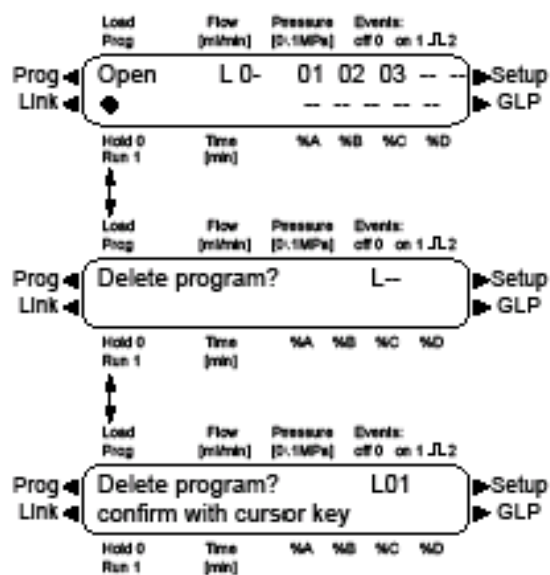 Load Flow Pressure Events:
Prog [ml/min] [0.1MPa] off 0 on 1 ⎍ 2
Prog Open L 0- 01 02 03 -- -- Setup
Link -- -- -- -- -- GLP
Hold 0 Time %A %B %C %D
Run 1 [min]
Load Flow Pressure Events:
Prog [ml/min] [0.1MPa] off 0 on 1 ⎍ 2
Prog Delete program? L-- Setup
Link GLP
Hold 0 Time %A %B %C %D
Run 1 [min]
Load Flow Pressure Events:
Prog [ml/min] [0.1MPa] off 0 on 1 ⎍ 2
Prog Delete program? L01 Setup
Link confirm with cursor key GLP
Hold 0 Time %A %B %C %D
Run 1 [min]